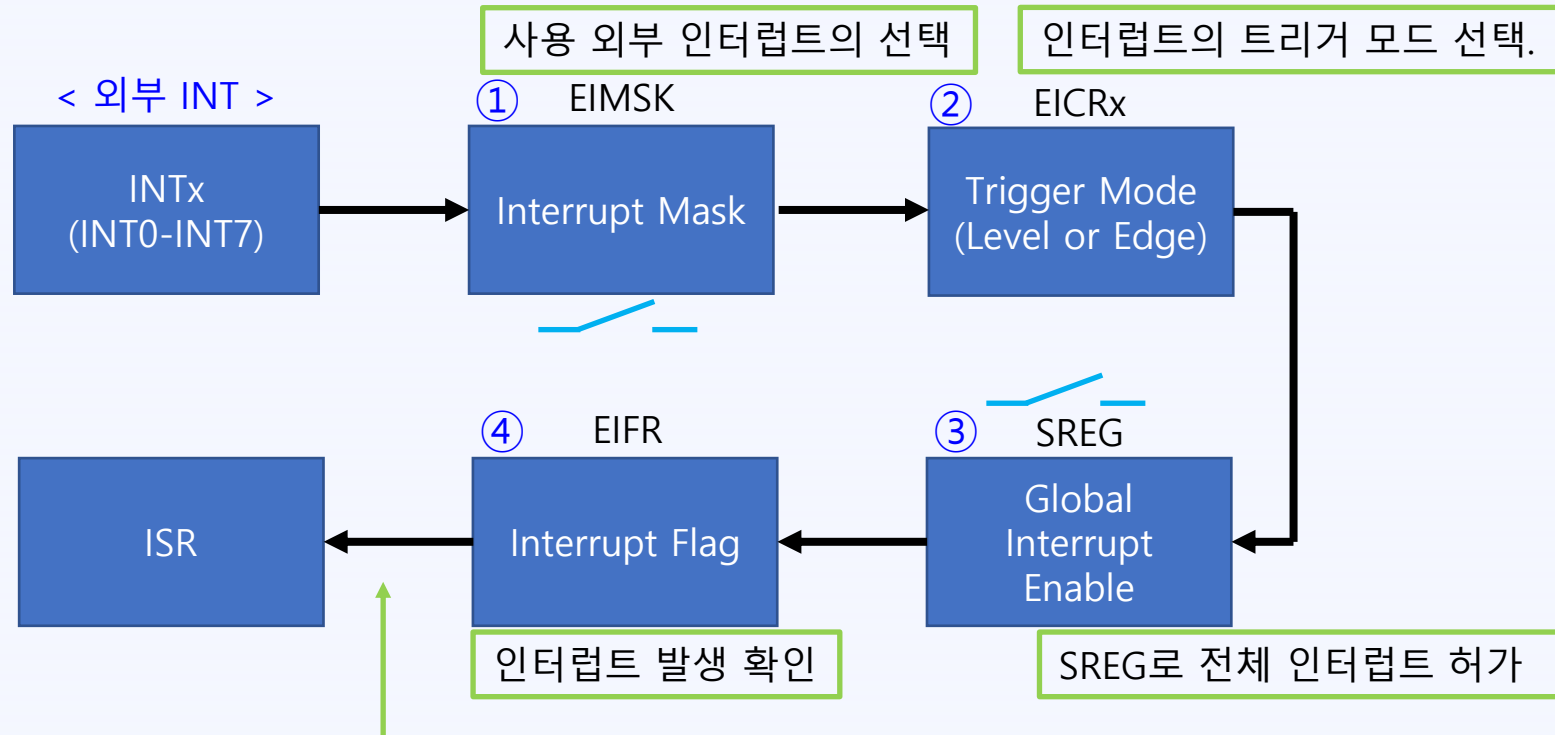 사용 외부 인터럽트의 선택
인터럽트의 트리거 모드 선택.
< 외부 INT >
① EIMSK
② EICRx
INTx
(INT0-INT7)
Interrupt Mask
Trigger Mode
(Level or Edge)
④ EIFR
③ SREG
ISR
Interrupt Flag
Global
Interrupt
Enable
인터럽트 발생 확인
SREG로 전체 인터럽트 허가